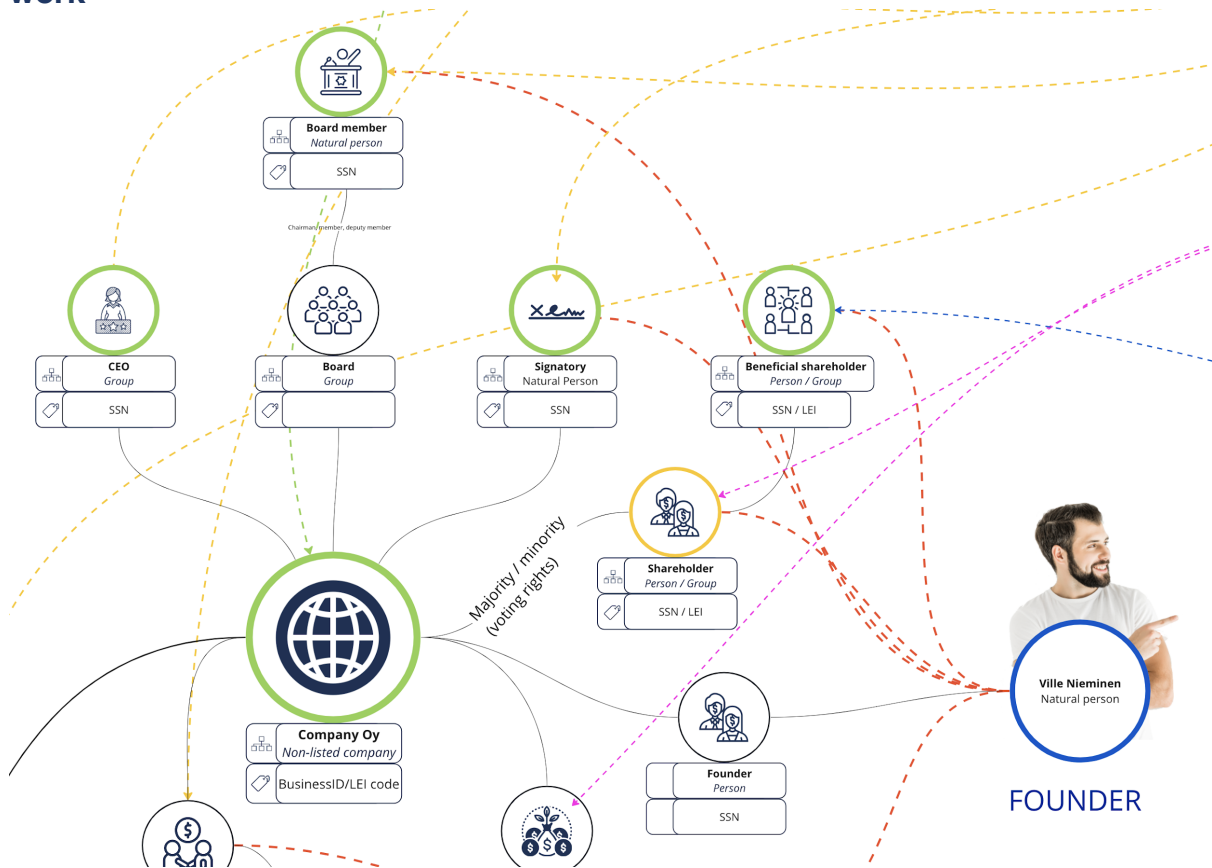 work
Board member
Natural person
SSN
Chairman, member, deputy member
CEO
Group
SSN
Board
Group
Signatory
Natural Person
SSN
Beneficial shareholder
Person / Group
SSN / LEI
Majority / minority
(voting rights)
Shareholder
Person / Group
SSN / LEI
Ville Nieminen
Natural person
Company Oy
Non-listed company
BusinessID/LEI code
Founder
Person
SSN
FOUNDER